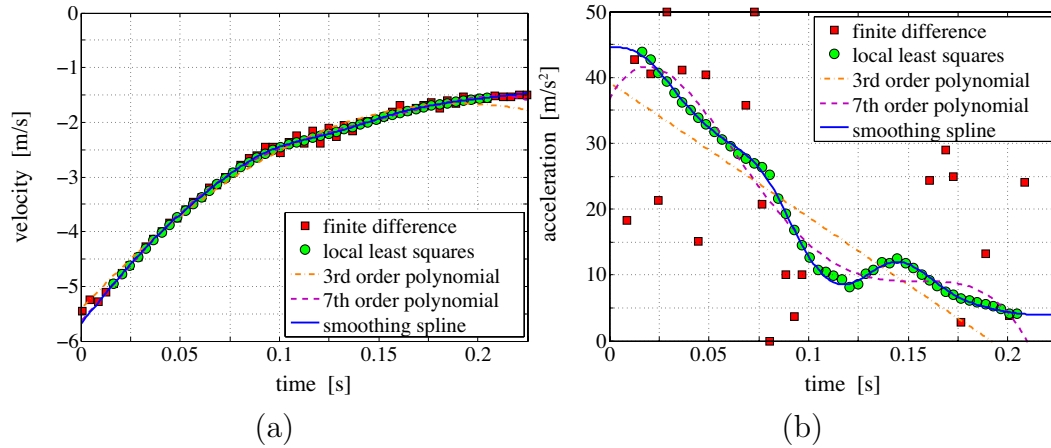 0
−1
−2
−3
−4
−5
−6
velocity [m/s]
0 0.05 0.1 0.15 0.2
time [s]
finite difference
local least squares
3rd order polynomial
7th order polynomial
smoothing spline
(a)
50
40
30
20
10
0
acceleration [m/s²]
0 0.05 0.1 0.15 0.2
time [s]
finite difference
local least squares
3rd order polynomial
7th order polynomial
smoothing spline
(b)